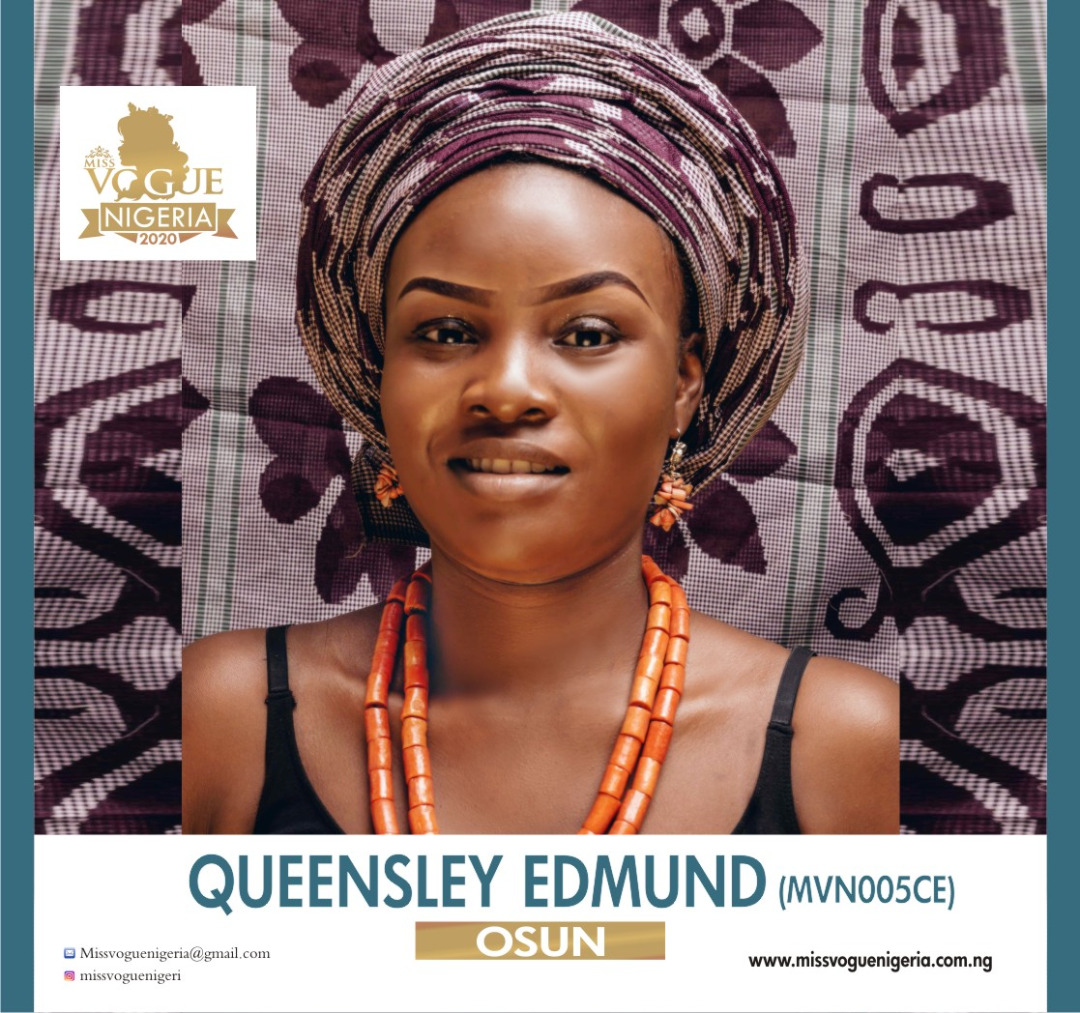 MISS
VOGUE
NIGERIA
2020
QUEENSLEY EDMUND (MVN005CE)
OSUN
Missvoguenigeria@gmail.com
missvoguenigeri
www.missvoguenigeria.com.ng